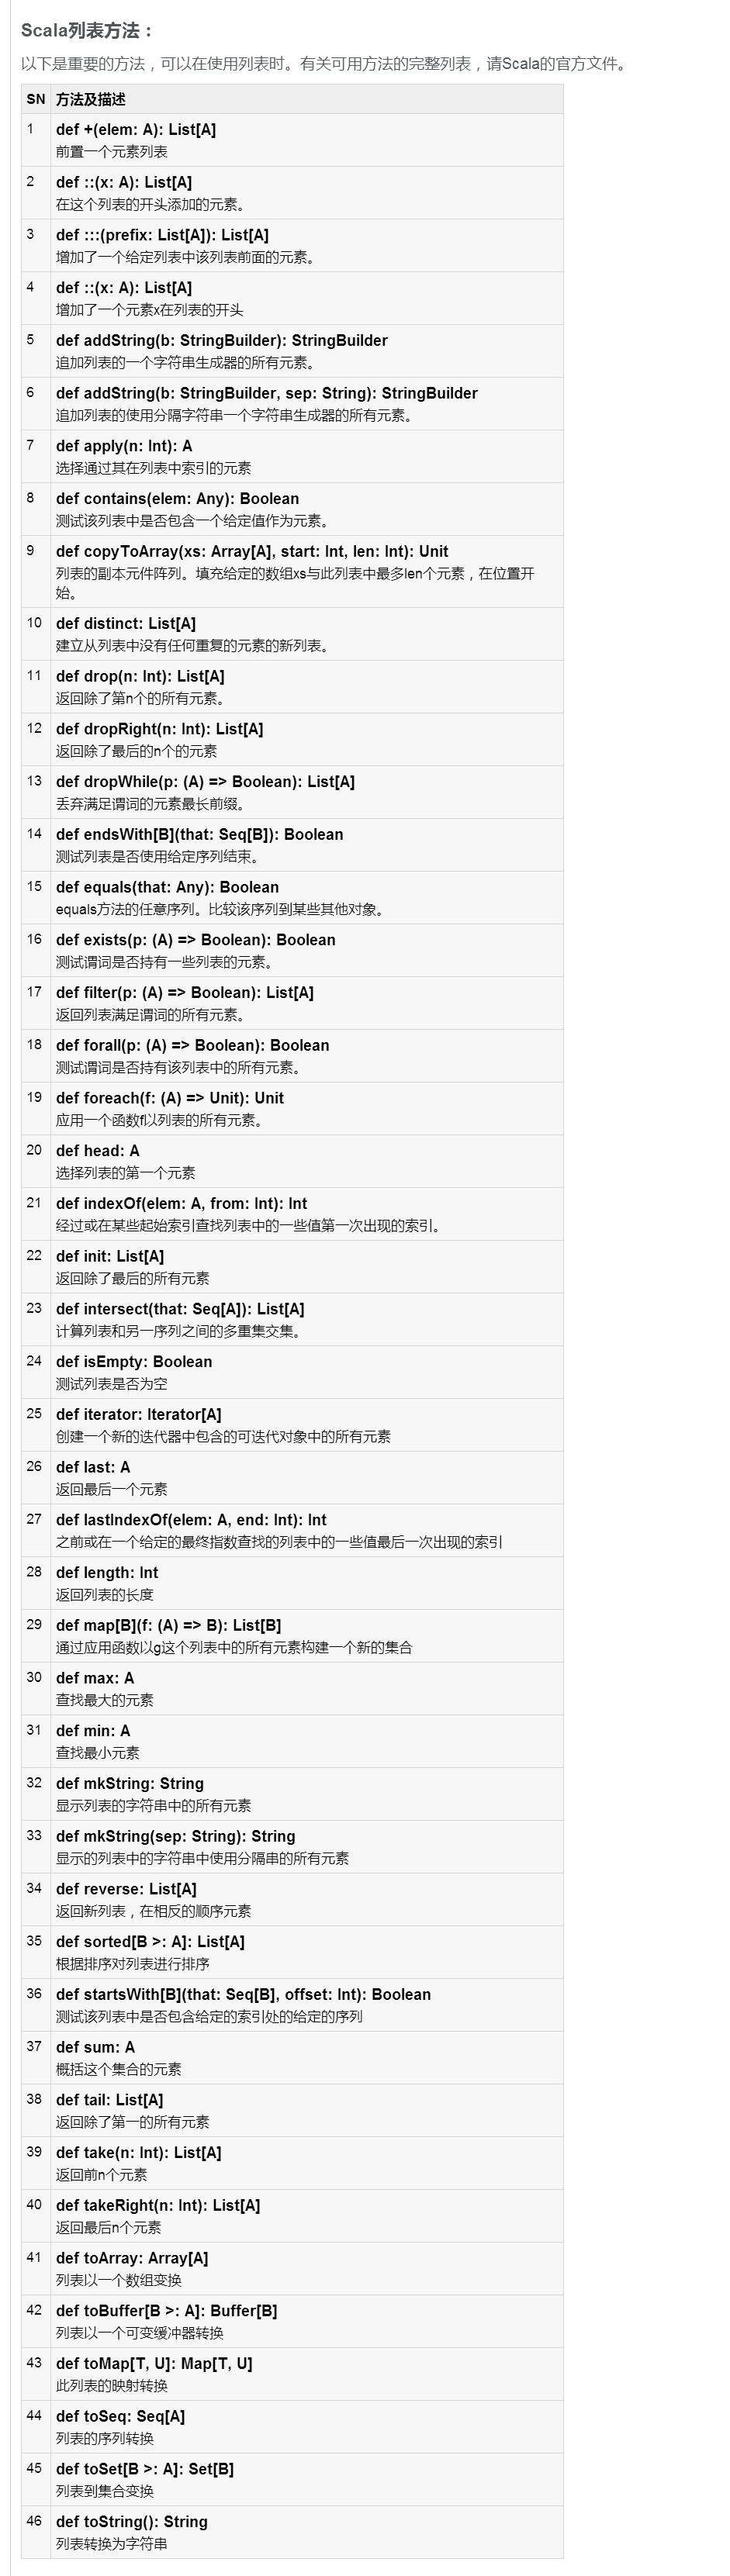 Scala列表方法：
以下是重要的方法，可以在使用列表时。有关可用方法的完整列表，请Scala的官方文件。
SN 方法及描述
1 def +(elem: A): List[A]
前置一个元素列表
2 def ::(x: A): List[A]
在这个列表的开头添加的元素。
3 def :::(prefix: List[A]): List[A]
增加了一个给定列表中该列表前面的元素。
4 def ::(x: A): List[A]
增加了一个元素x在列表的开头
5 def addString(b: StringBuilder): StringBuilder
追加列表的一个字符串生成器的所有元素。
6 def addString(b: StringBuilder, sep: String): StringBuilder
追加列表的使用分隔字符串一个字符串生成器的所有元素。
7 def apply(n: Int): A
选择通过其在列表中索引的元素
8 def contains(elem: Any): Boolean
测试该列表中是否包含一个给定值作为元素。
9 def copyToArray(xs: Array[A], start: Int, len: Int): Unit
列表的副本元件阵列。填充给定的数组xs与此列表中最多len个元素，在位置开
始。
10 def distinct: List[A]
建立从列表中没有任何重复的元素的新列表。
11 def drop(n: Int): List[A]
返回除了第n个的所有元素。
12 def dropRight(n: Int): List[A]
返回除了最后的n个的元素
13 def dropWhile(p: (A) => Boolean): List[A]
丢弃满足谓词的元素最长前缀。
14 def endsWith[B](that: Seq[B]): Boolean
测试列表是否使用给定序列结束。
15 def equals(that: Any): Boolean
equals方法的任意序列。比较该序列到某些其他对象。
16 def exists(p: (A) => Boolean): Boolean
测试谓词是否持有一些列表的元素。
17 def filter(p: (A) => Boolean): List[A]
返回列表满足谓词的所有元素。
18 def forall(p: (A) => Boolean): Boolean
测试谓词是否持有该列表中的所有元素。
19 def foreach(f: (A) => Unit): Unit
应用一个函数f以列表的所有元素。
20 def head: A
选择列表的第一个元素
21 def indexOf(elem: A, from: Int): Int
经过或在某些起始索引查找列表中的一些值第一次出现的索引。
22 def init: List[A]
返回除了最后的所有元素
23 def intersect(that: Seq[A]): List[A]
计算列表和另一序列之间的多重集交集。
24 def isEmpty: Boolean
测试列表是否为空
25 def iterator: Iterator[A]
创建一个新的迭代器中包含的可迭代对象中的所有元素
26 def last: A
返回最后一个元素
27 def lastIndexOf(elem: A, end: Int): Int
之前或在一个给定的最终指数查找的列表中的一些值最后一次出现的索引
28 def length: Int
返回列表的长度
29 def map[B](f: (A) => B): List[B]
通过应用函数以g这个列表中的所有元素构建一个新的集合
30 def max: A
查找最大的元素
31 def min: A
查找最小元素
32 def mkString: String
显示列表的字符串中的所有元素
33 def mkString(sep: String): String
显示的列表中的字符串中使用分隔串的所有元素
34 def reverse: List[A]
返回新列表，在相反的顺序元素
35 def sorted[B >: A]: List[A]
根据排序对列表进行排序
36 def startsWith[B](that: Seq[B], offset: Int): Boolean
测试该列表中是否包含给定的索引处的给定的序列
37 def sum: A
概括这个集合的元素
38 def tail: List[A]
返回除了第一的所有元素
39 def take(n: Int): List[A]
返回前n个元素
40 def takeRight(n: Int): List[A]
返回最后n个元素
41 def toArray: Array[A]
列表以一个数组变换
42 def toBuffer[B >: A]: Buffer[B]
列表以一个可变缓冲器转换
43 def toMap[T, U]: Map[T, U]
此列表的映射转换
44 def toSeq: Seq[A]
列表的序列转换
45 def toSet[B >: A]: Set[B]
列表到集合变换
46 def toString(): String
列表转换为字符串